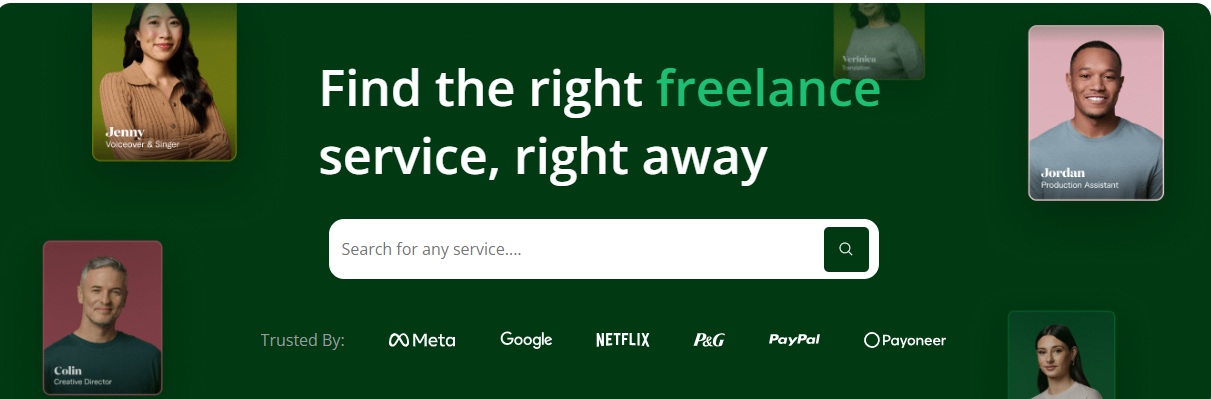 Verinica
Translation
Find the right freelance
service, right away
Jenny
Voiceover & Singer
Jordan
Production Assistant
Search for any service....
Colin
Creative Director
Trusted By: Meta Google NETFLIX P&G PayPal Payoneer